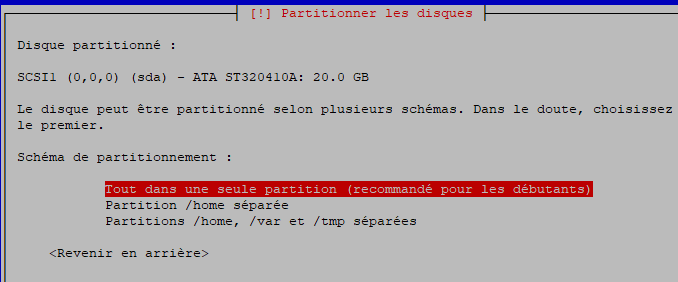 [!] Partitionner les disques
Disque partitionné :
SCSI1 (0,0,0) (sda) - ATA ST320410A: 20.0 GB
Le disque peut être partitionné selon plusieurs schémas. Dans le doute, choisissez
le premier.
Schéma de partitionnement :
Tout dans une seule partition (recommandé pour les débutants)
Partition /home séparée
Partitions /home, /var et /tmp séparées
<Revenir en arrière>